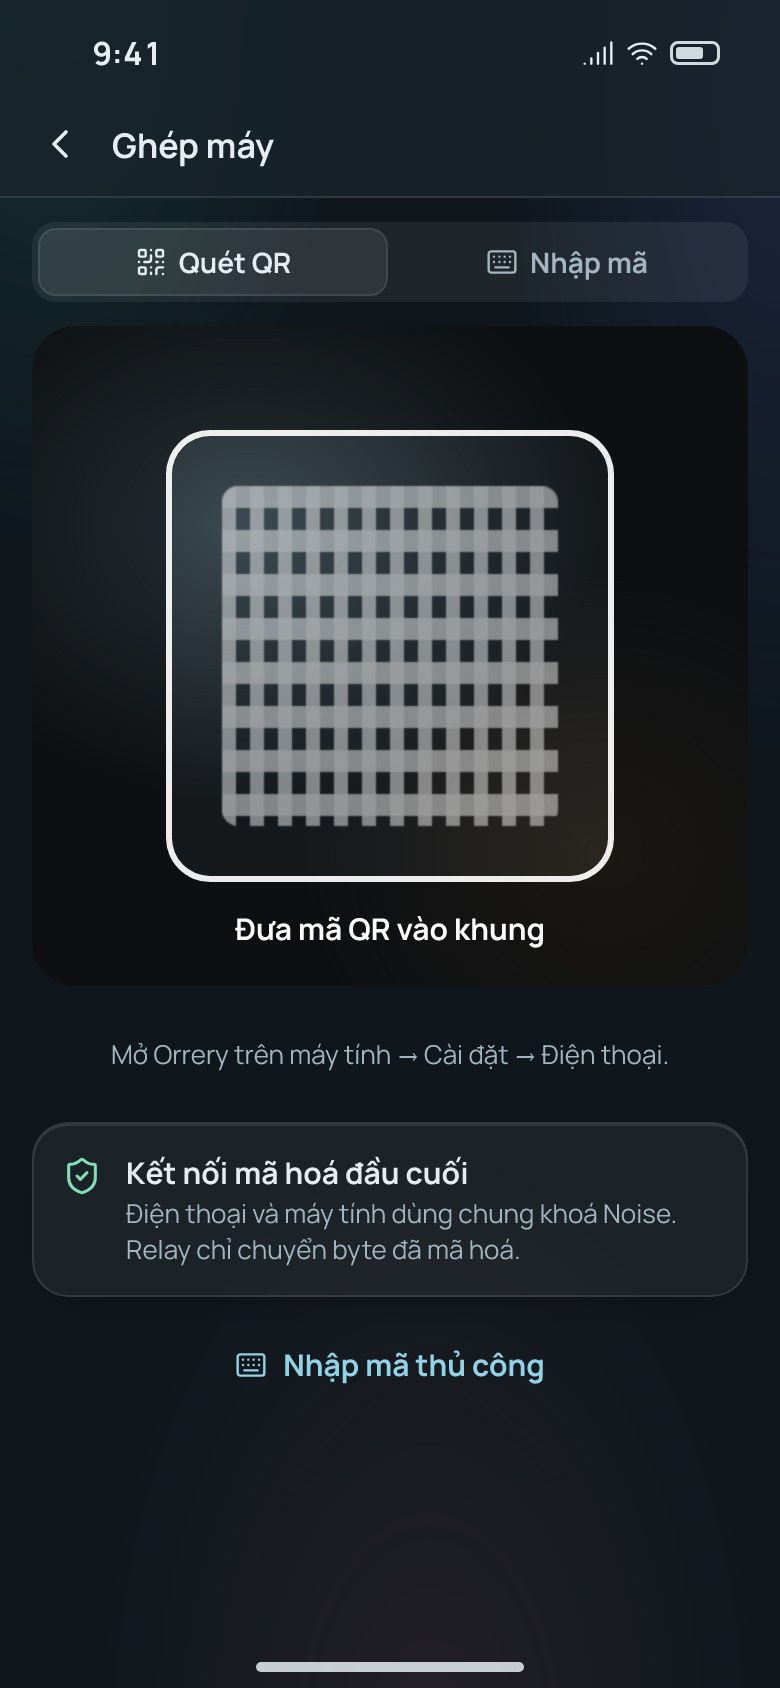 9:41
Ghép máy
Quét QR
Nhập mã
Đưa mã QR vào khung
Mở Orrery trên máy tính → Cài đặt → Điện thoại.
Kết nối mã hoá đầu cuối
Điện thoại và máy tính dùng chung khoá Noise.
Relay chỉ chuyển byte đã mã hoá.
Nhập mã thủ công